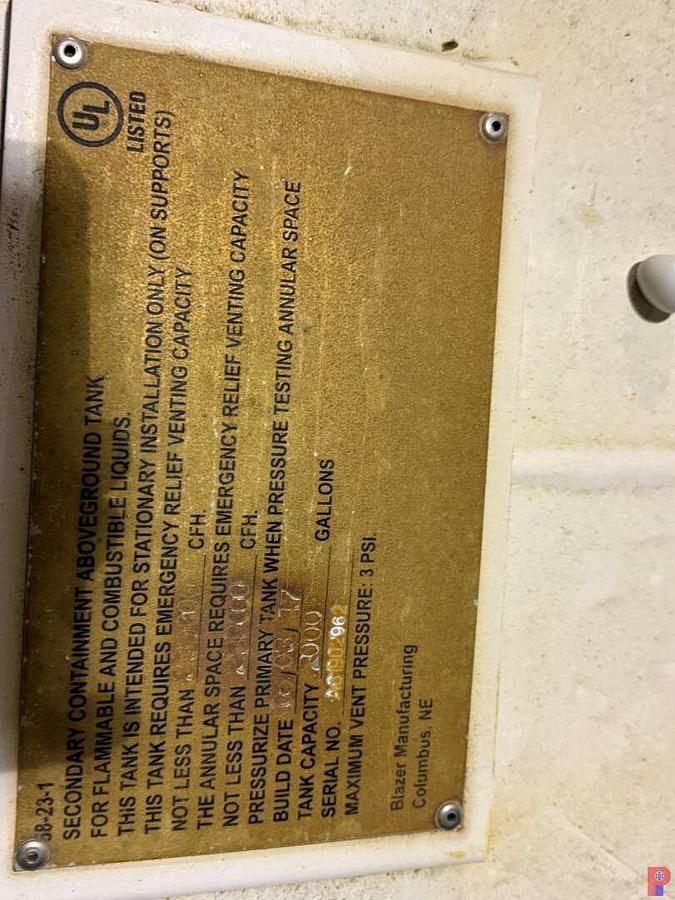 UL
LISTED
68-23-1
SECONDARY CONTAINMENT ABOVEGROUND TANK
FOR FLAMMABLE AND COMBUSTIBLE LIQUIDS.
THIS TANK IS INTENDED FOR STATIONARY INSTALLATION ONLY (ON SUPPORTS)
THIS TANK REQUIRES EMERGENCY RELIEF VENTING CAPACITY
NOT LESS THAN CFH.
THE ANNULAR SPACE REQUIRES EMERGENCY RELIEF VENTING CAPACITY
NOT LESS THAN CFH.
PRESSURIZE PRIMARY TANK WHEN PRESSURE TESTING ANNULAR SPACE
BUILD DATE
TANK CAPACITY 2000 GALLONS
SERIAL NO.
MAXIMUM VENT PRESSURE: 3 PSI.
Blazer Manufacturing
Columbus, NE